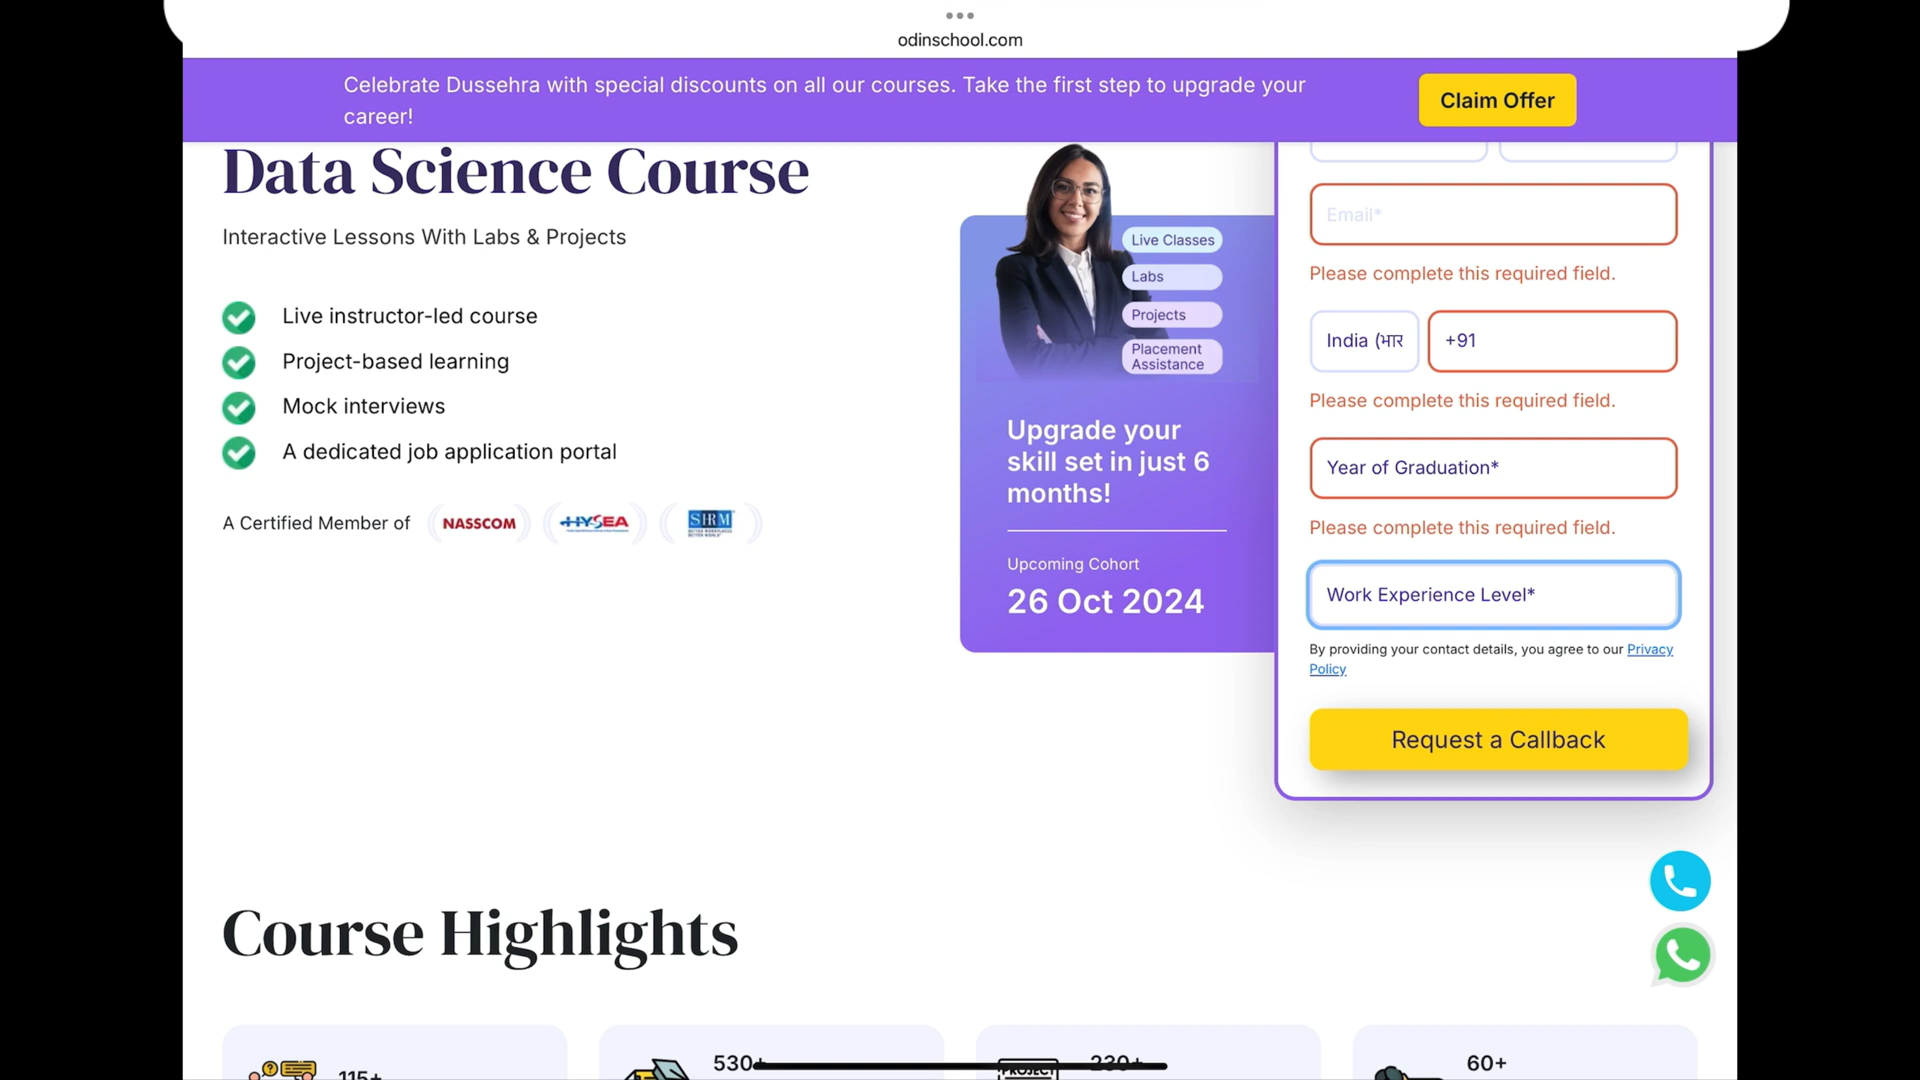 odinschool.com
Celebrate Dussehra with special discounts on all our courses. Take the first step to upgrade your
career!
Claim Offer
Data Science Course
Interactive Lessons With Labs & Projects
Live instructor-led course
Project-based learning
Mock interviews
A dedicated job application portal
A Certified Member of
NASSCOM
HYSEA
SHRM
Live Classes
Labs
Projects
Placement
Assistance
Upgrade your
skill set in just 6
months!
Upcoming Cohort
26 Oct 2024
Email*
Please complete this required field.
India (भार
+91
Please complete this required field.
Year of Graduation*
Please complete this required field.
Work Experience Level*
By providing your contact details, you agree to our Privacy
Policy
Request a Callback
Course Highlights
115+
530+
PROJECT
230+
60+